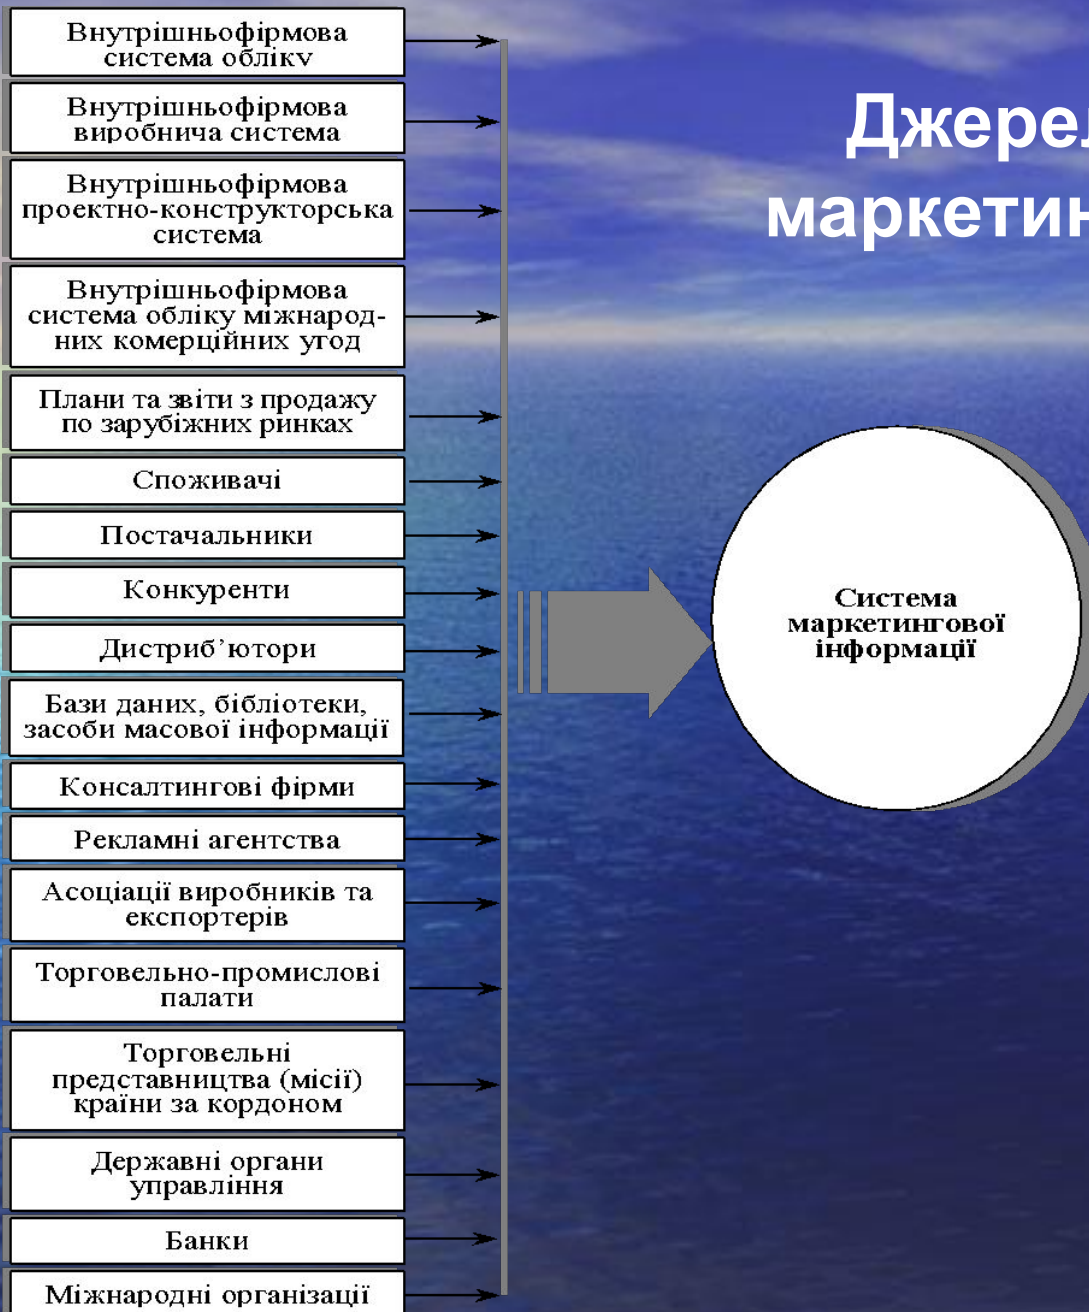 Внутрішньофірмова
система обліку
Внутрішньофірмова
виробнича система
Внутрішньофірмова
проектно-конструкторська
система
Внутрішньофірмова
система обліку міжнарод-
них комерційних угод
Плани та звіти з продажу
по зарубіжних ринках
Споживачі
Постачальники
Конкуренти
Дистриб’ютори
Бази даних, бібліотеки,
засоби масової інформації
Консалтингові фірми
Рекламні агентства
Асоціації виробників та
експортерів
Торговельно-промислові
палати
Торговельні
представництва (місії)
країни за кордоном
Державні органи
управління
Банки
Міжнародні організації
Джерел
маркетин
Система
маркетингової
інформації